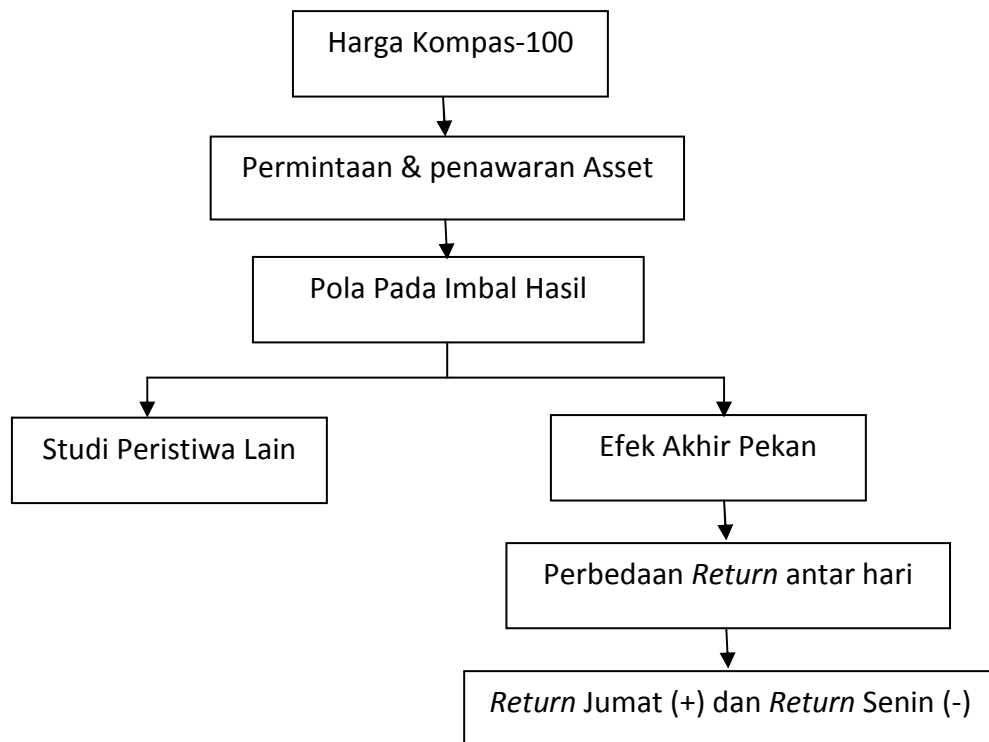 Harga Kompas-100
Permintaan & penawaran Asset
Pola Pada Imbal Hasil
Studi Peristiwa Lain
Efek Akhir Pekan
Perbedaan Return antar hari
Return Jumat (+) dan Return Senin (-)